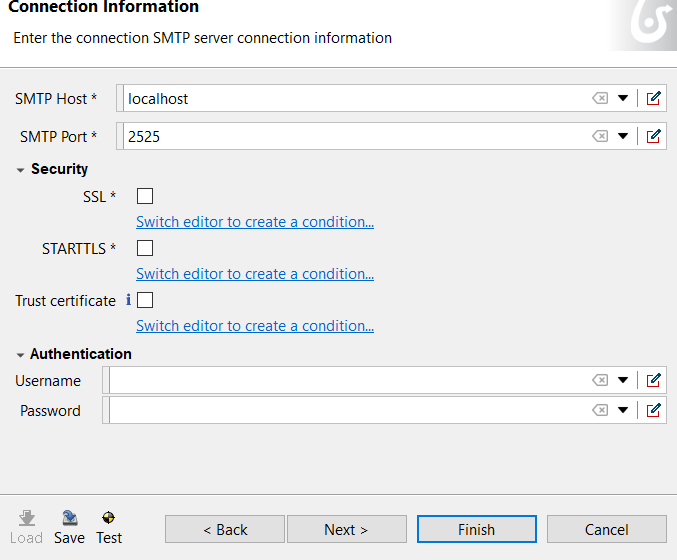 Connection Information
Enter the connection SMTP server connection information
SMTP Host * localhost
SMTP Port * 2525
Security
SSL *
Switch editor to create a condition...
STARTTLS *
Switch editor to create a condition...
Trust certificate i
Switch editor to create a condition...
Authentication
Username
Password
Load Save Test < Back Next > Finish Cancel